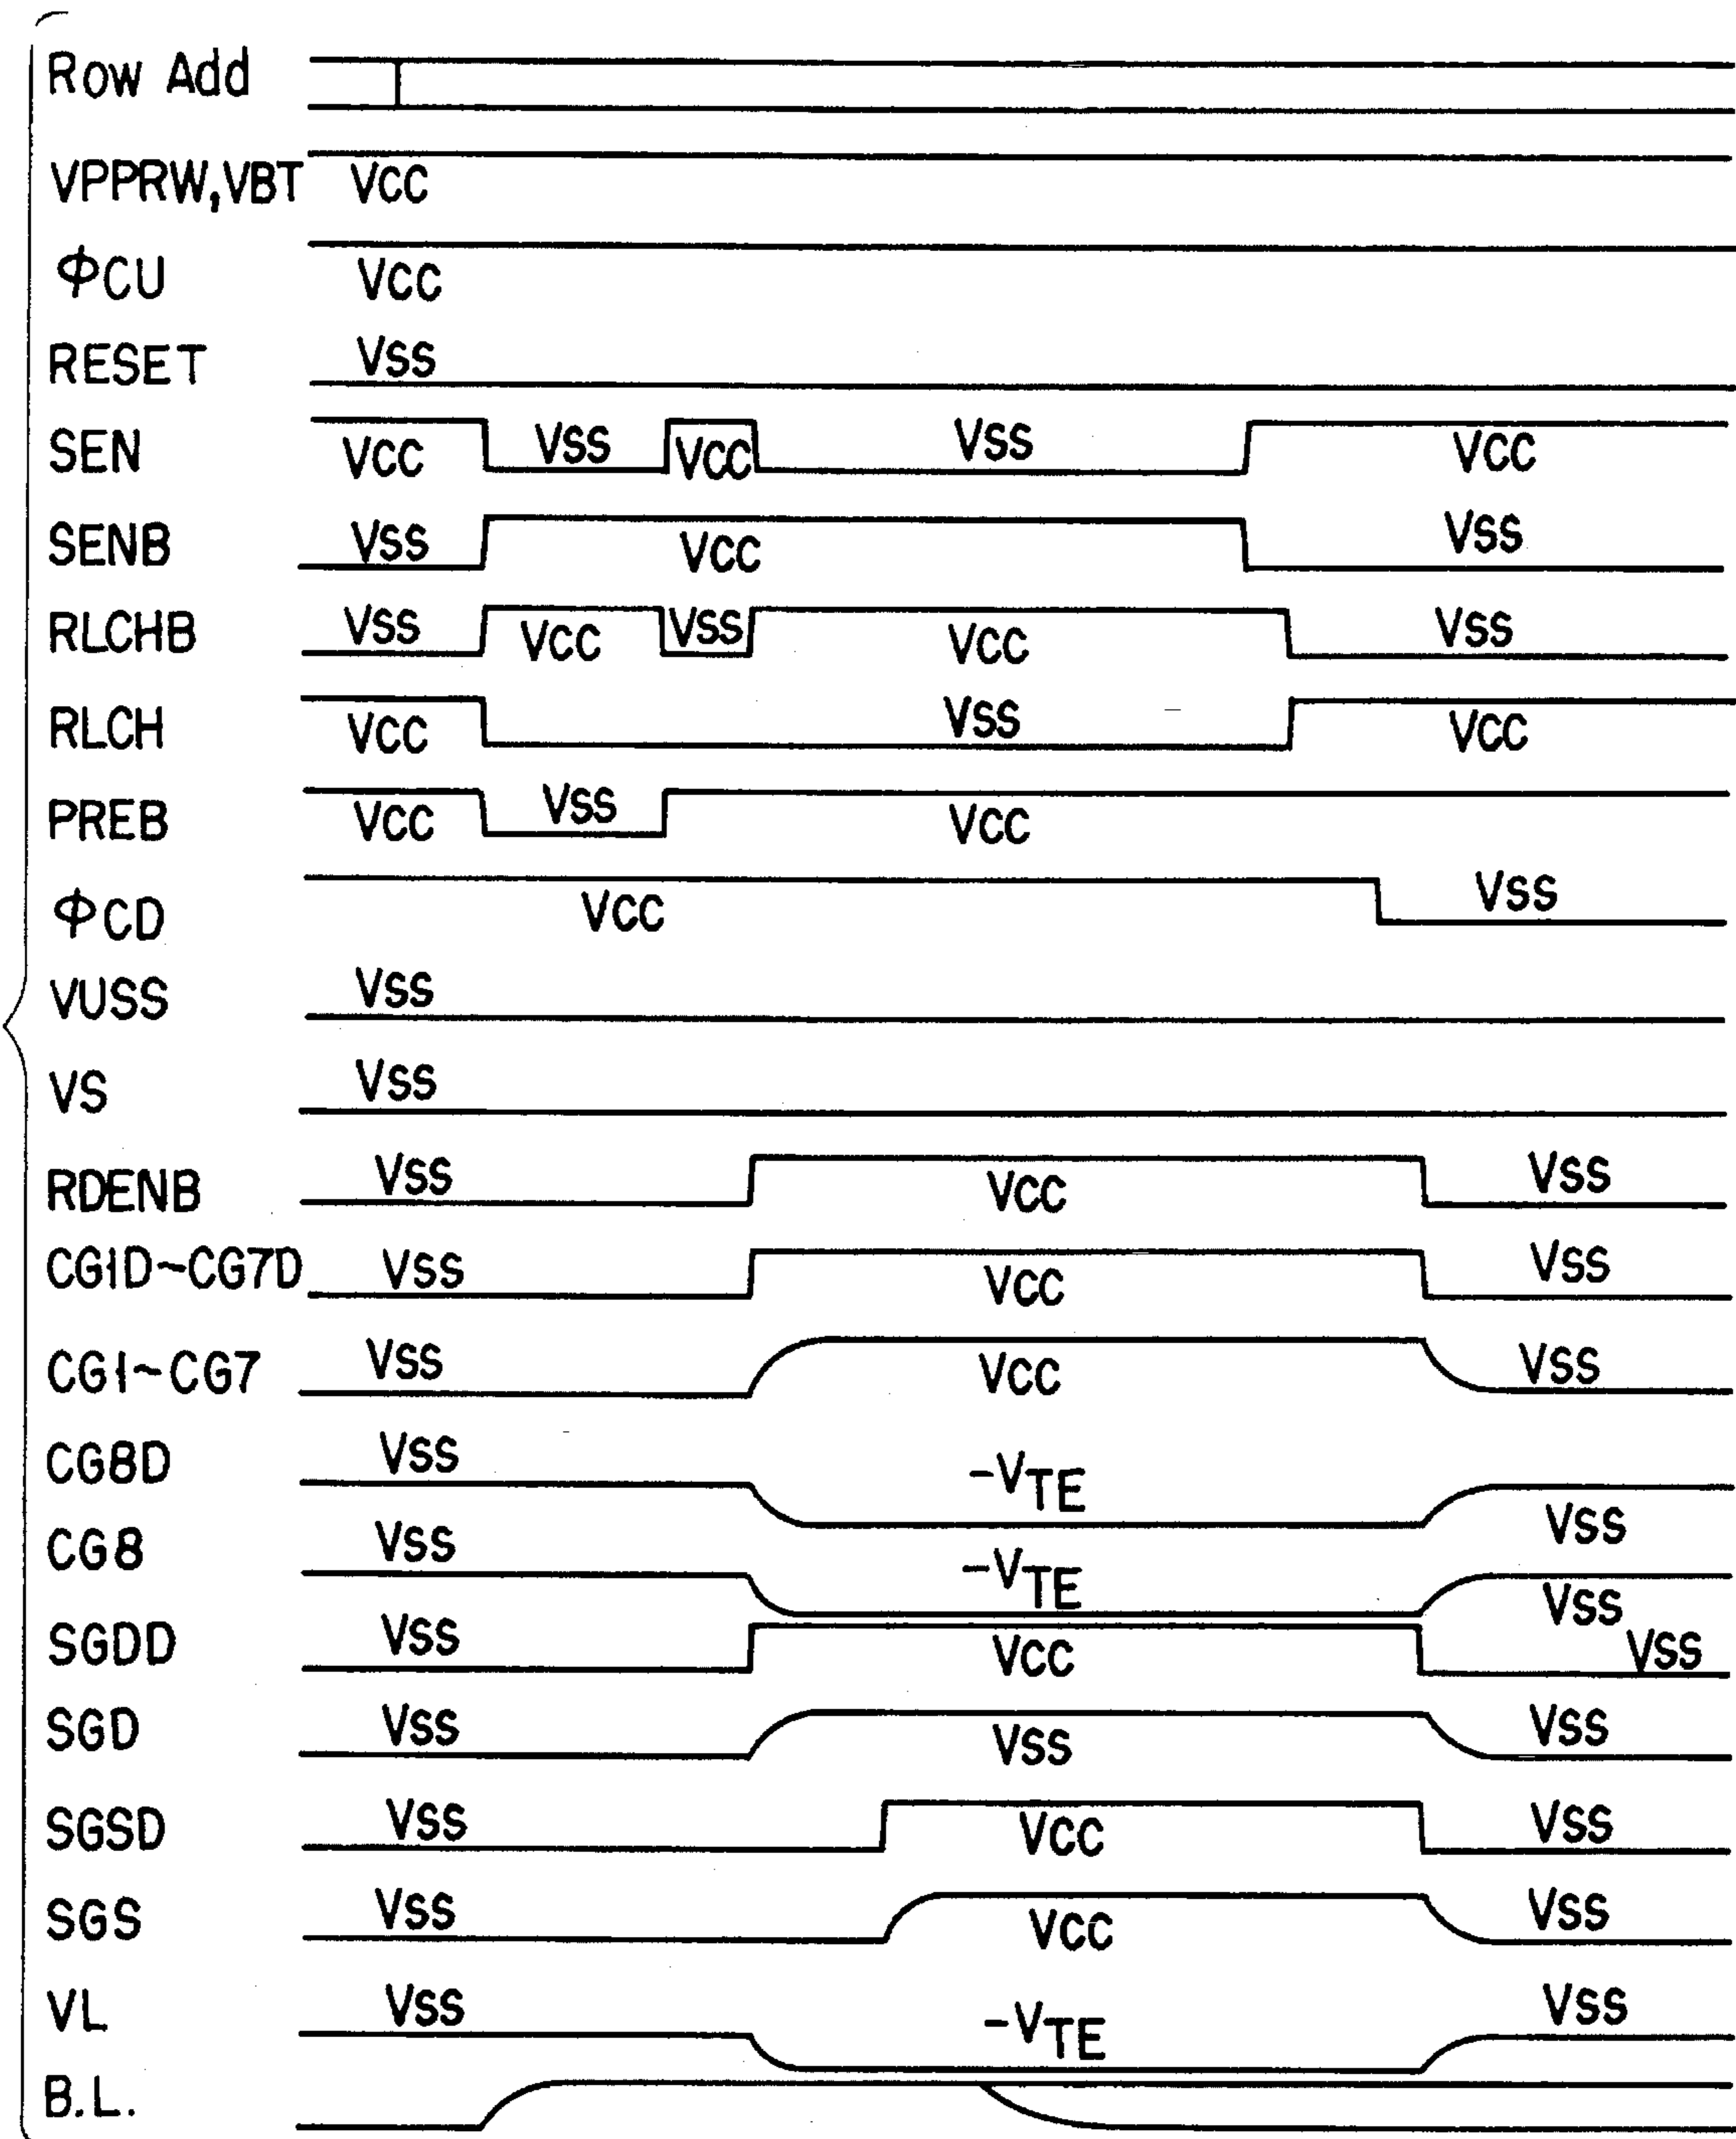 Row Add
VPPRW,VBT VCC
ΦCU VCC
RESET VSS
SEN VCC VSS VCC VSS VCC
SENB VSS VCC VSS
RLCHB VSS VCC VSS VCC VSS
RLCH VCC VSS VCC
PREB VCC VSS VCC
ΦCD VCC VSS
VUSS VSS
VS VSS
RDENB VSS VCC VSS
CG1D~CG7D VSS VCC VSS
CG1~CG7 VSS VCC VSS
CG8D VSS -VTE VSS
CG8 VSS -VTE VSS
SGDD VSS VCC VSS
SGD VSS VSS VSS
SGSD VSS VCC VSS
SGS VSS VCC VSS
VL VSS -VTE VSS
B.L.